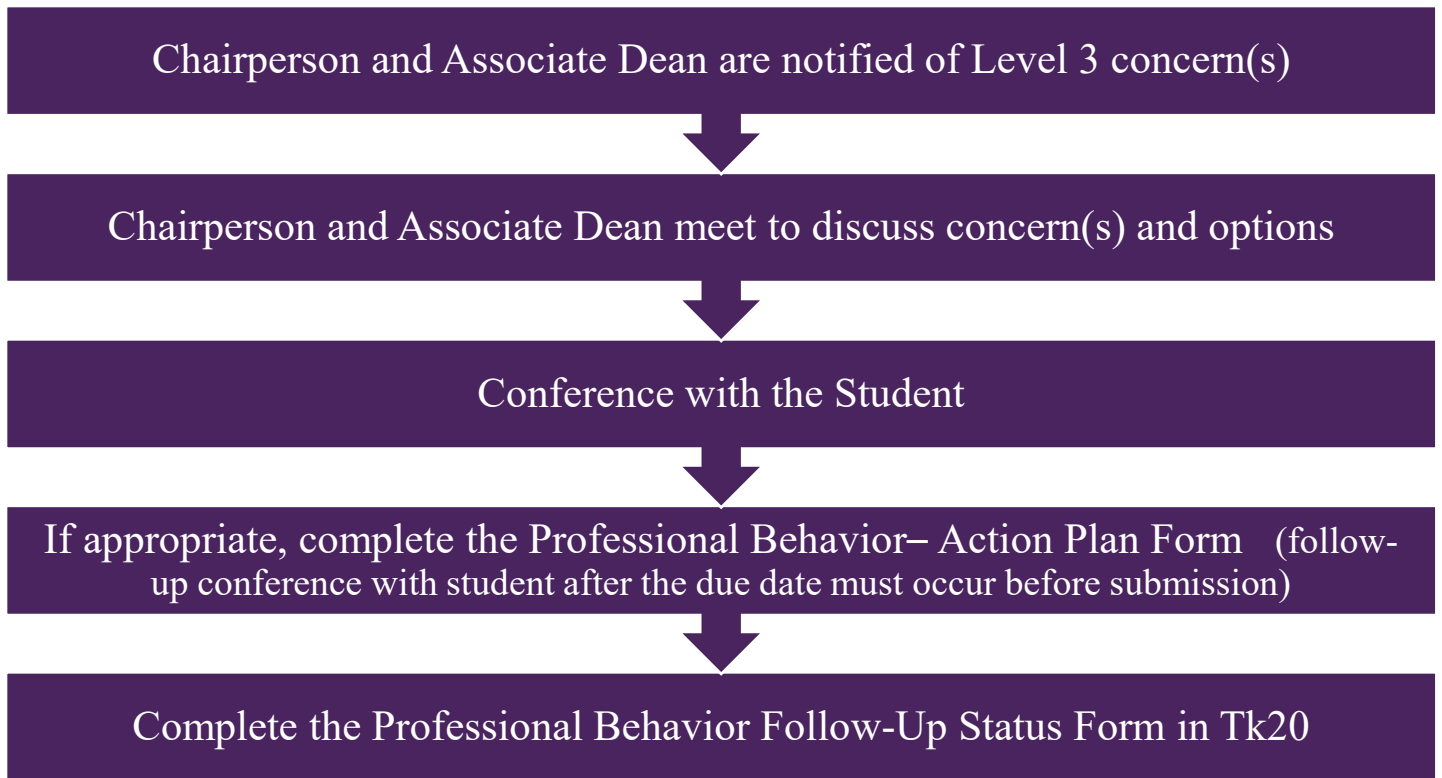 Chairperson and Associate Dean are notified of Level 3 concern(s)
Chairperson and Associate Dean meet to discuss concern(s) and options
Conference with the Student
If appropriate, complete the Professional Behavior– Action Plan Form (follow-
up conference with student after the due date must occur before submission)
Complete the Professional Behavior Follow-Up Status Form in Tk20